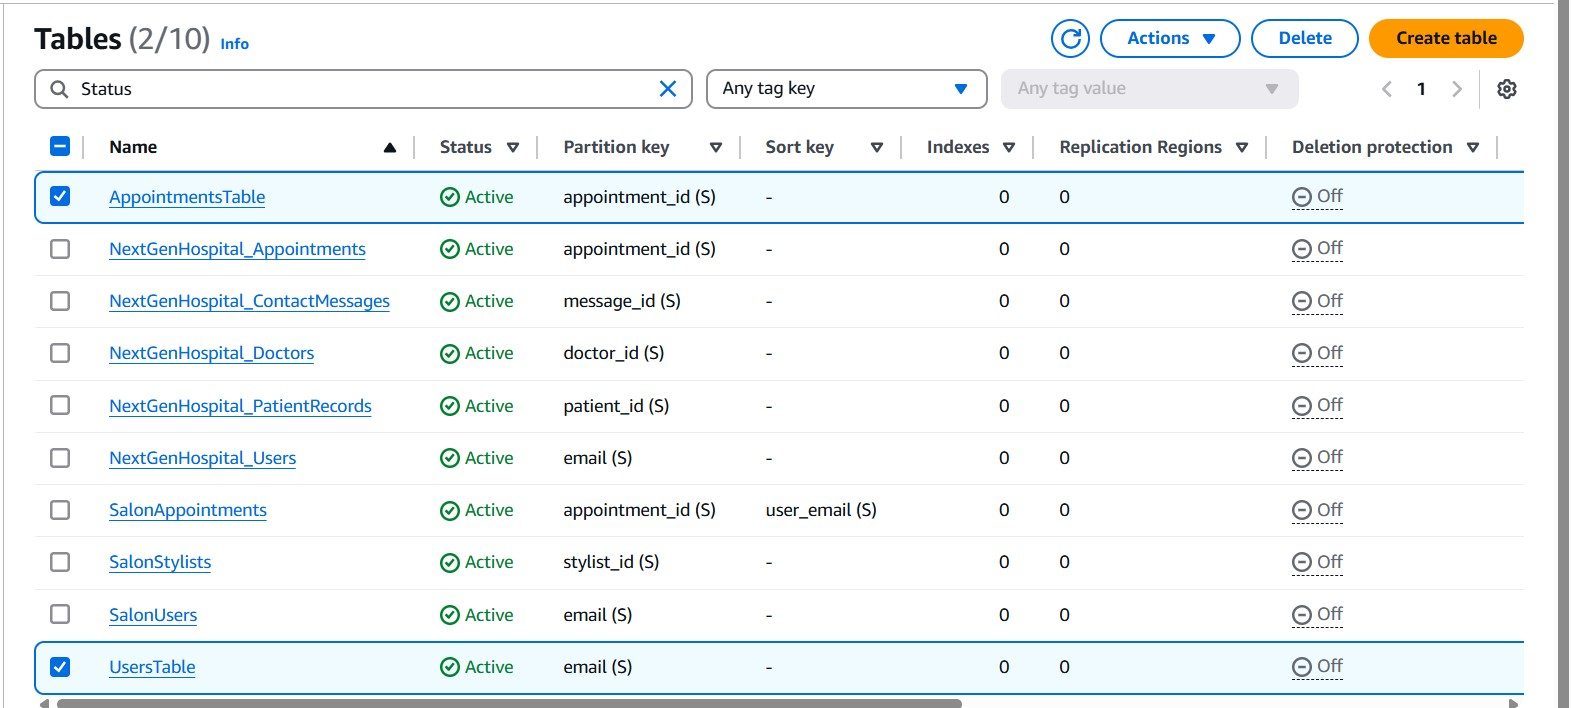 Tables (2/10) Info Actions Delete Create table
Status Any tag key Any tag value 1
Name Status Partition key Sort key Indexes Replication Regions Deletion protection
AppointmentsTable Active appointment_id (S) - 0 0 Off
NextGenHospital_Appointments Active appointment_id (S) - 0 0 Off
NextGenHospital_ContactMessages Active message_id (S) - 0 0 Off
NextGenHospital_Doctors Active doctor_id (S) - 0 0 Off
NextGenHospital_PatientRecords Active patient_id (S) - 0 0 Off
NextGenHospital_Users Active email (S) - 0 0 Off
SalonAppointments Active appointment_id (S) user_email (S) 0 0 Off
SalonStylists Active stylist_id (S) - 0 0 Off
SalonUsers Active email (S) - 0 0 Off
UsersTable Active email (S) - 0 0 Off